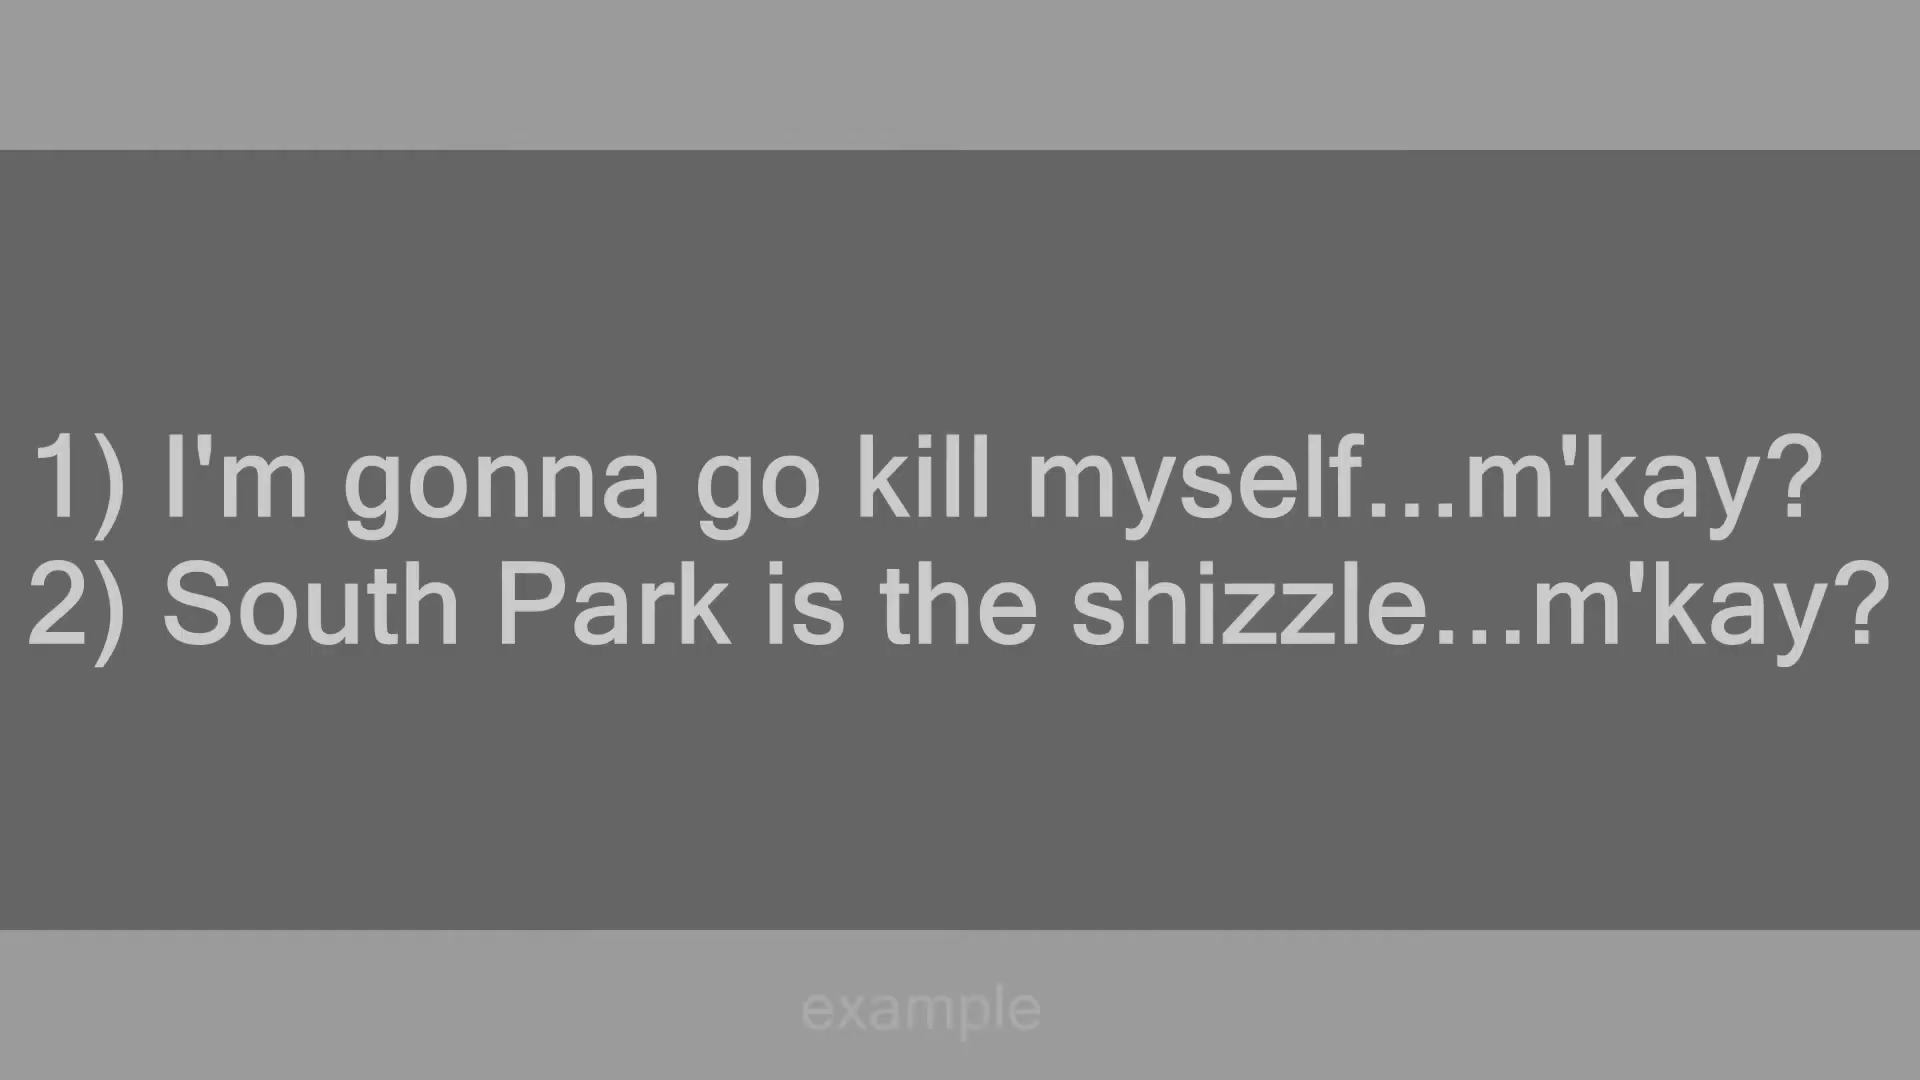 1) I'm gonna go kill myself...m'kay?
2) South Park is the shizzle...m'kay?
example